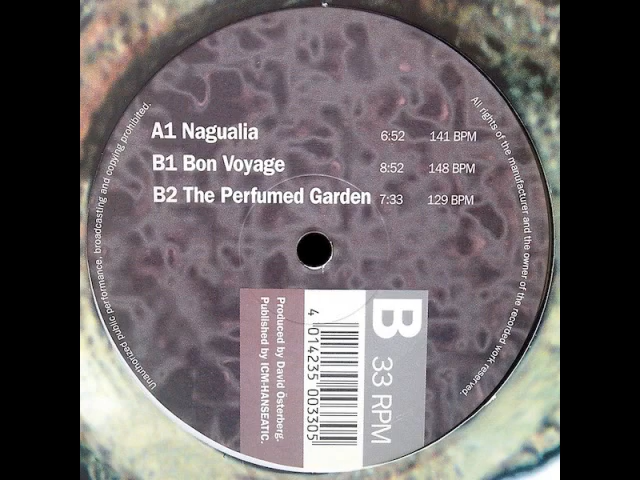 A1 Nagualia 6:52 141 BPM
B1 Bon Voyage 8:52 148 BPM
B2 The Perfumed Garden 7:33 129 BPM
Unauthorized public performance, broadcasting and copying prohibited.
All rights of the manufacturer and the owner of the recorded work reserved.
B 33 RPM
4 014235 003305
Produced by David Österberg.
Published by ICM-HANSEATIC.